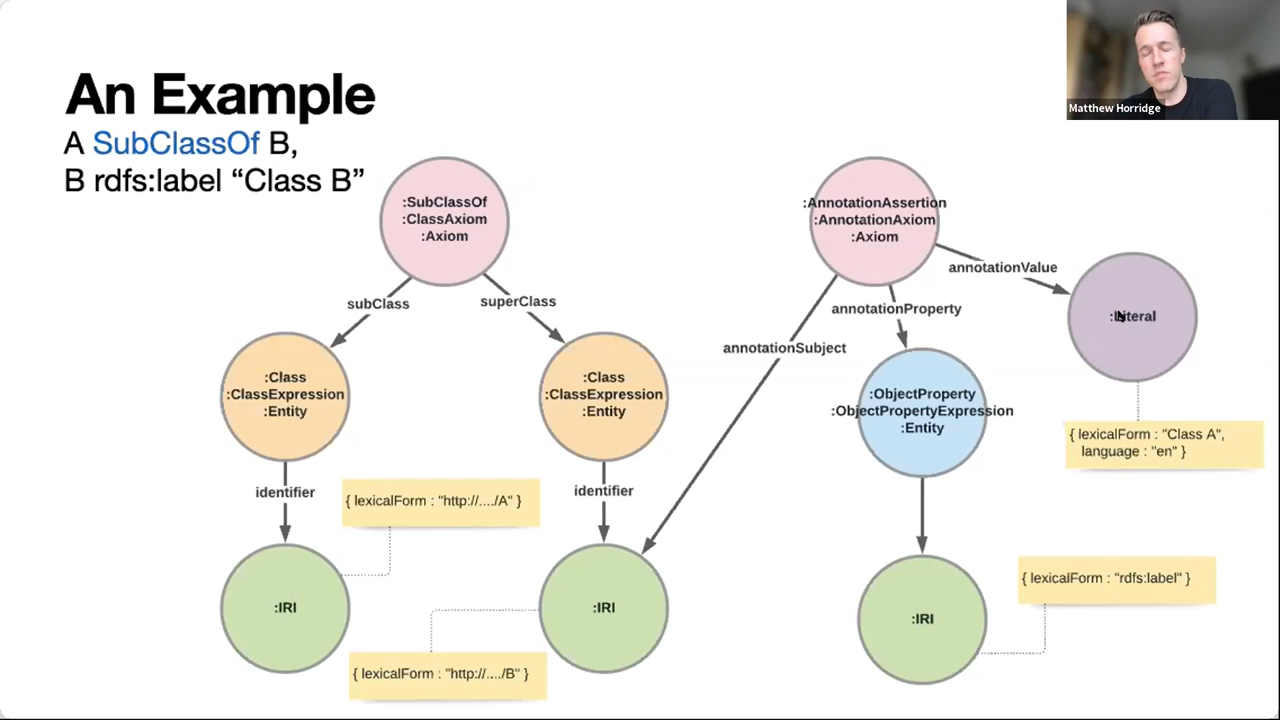 An Example
A SubClassOf B,
B rdfs:label “Class B”
Matthew Horridge
:SubClassOf
:ClassAxiom
:Axiom
:AnnotationAssertion
:AnnotationAxiom
:Axiom
subClass
superClass
annotationValue
annotationProperty
annotationSubject
:Literal
:Class
:ClassExpression
:Entity
:Class
:ClassExpression
:Entity
:ObjectProperty
:ObjectPropertyExpression
:Entity
{ lexicalForm : "Class A",
language : "en" }
identifier
identifier
{ lexicalForm : "http://..../A" }
:IRI
:IRI
:IRI
{ lexicalForm : "rdfs:label" }
{ lexicalForm : "http://..../B" }